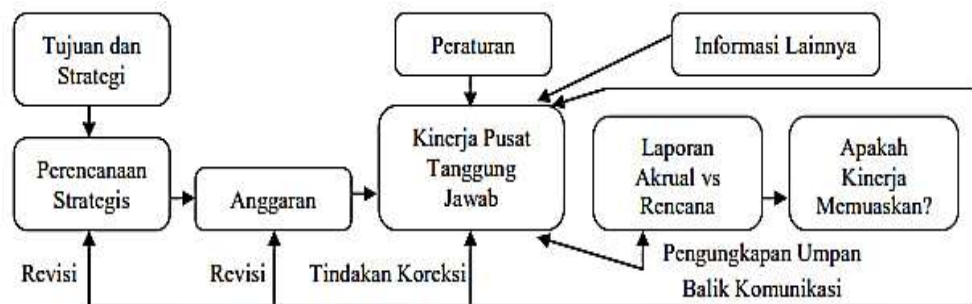 Tujuan dan
Strategi
Peraturan
Informasi Lainnya
Perencanaan
Strategis
Anggaran
Kinerja Pusat
Tanggung
Jawab
Laporan
Akrual vs
Rencana
Apakah
Kinerja
Memuaskan?
Revisi
Revisi
Tindakan Koreksi
Pengungkapan Umpan
Balik Komunikasi